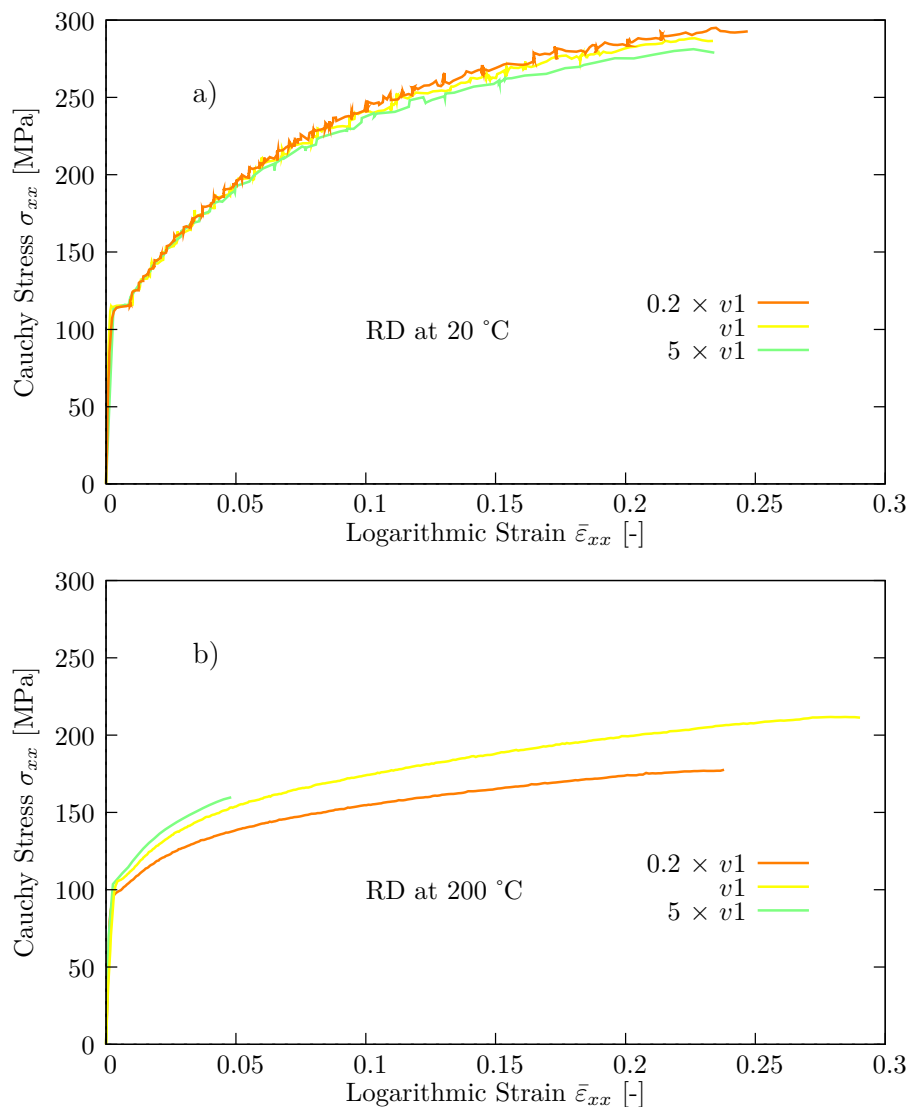 300
250
200
150
100
50
0
Cauchy Stress σxx [MPa]
a)
RD at 20 °C
0.2 × v1
v1
5 × v1
0 0.05 0.1 0.15 0.2 0.25 0.3
Logarithmic Strain ε̄xx [-]
300
250
200
150
100
50
0
Cauchy Stress σxx [MPa]
b)
RD at 200 °C
0.2 × v1
v1
5 × v1
0 0.05 0.1 0.15 0.2 0.25 0.3
Logarithmic Strain ε̄xx [-]